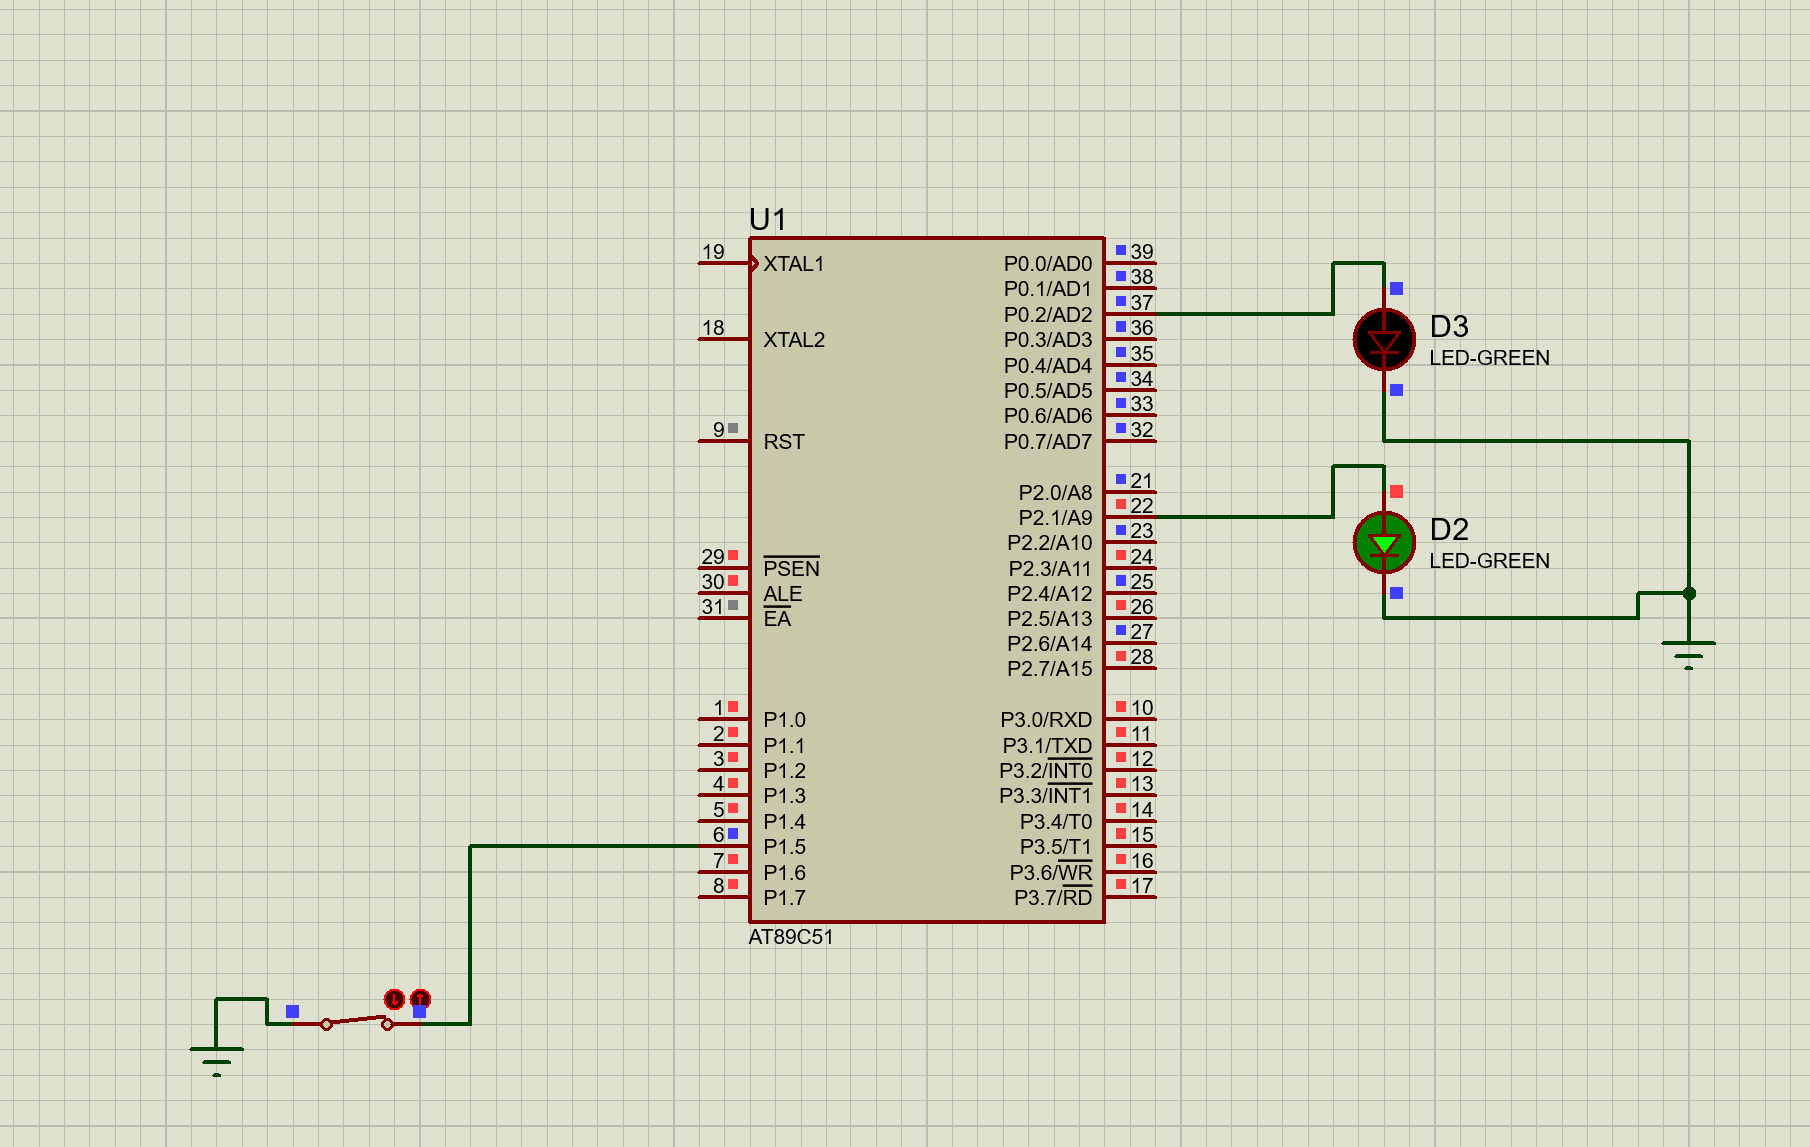 U1
19 XTAL1
18 XTAL2
9 RST
29 PSEN
30 ALE
31 EA
1 P1.0
2 P1.1
3 P1.2
4 P1.3
5 P1.4
6 P1.5
7 P1.6
8 P1.7
P0.0/AD0 39
P0.1/AD1 38
P0.2/AD2 37
P0.3/AD3 36
P0.4/AD4 35
P0.5/AD5 34
P0.6/AD6 33
P0.7/AD7 32
P2.0/A8 21
P2.1/A9 22
P2.2/A10 23
P2.3/A11 24
P2.4/A12 25
P2.5/A13 26
P2.6/A14 27
P2.7/A15 28
P3.0/RXD 10
P3.1/TXD 11
P3.2/INT0 12
P3.3/INT1 13
P3.4/T0 14
P3.5/T1 15
P3.6/WR 16
P3.7/RD 17
AT89C51
D3
LED-GREEN
D2
LED-GREEN